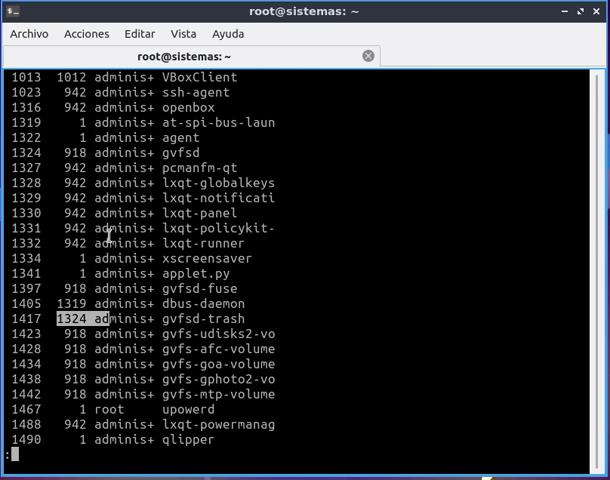 root@sistemas: ~
Archivo Acciones Editar Vista Ayuda
root@sistemas: ~
1013 1012 adminis+ VBoxClient
1023 942 adminis+ ssh-agent
1316 942 adminis+ openbox
1319 1 adminis+ at-spi-bus-laun
1322 1 adminis+ agent
1324 918 adminis+ gvfsd
1327 942 adminis+ pcmanfm-qt
1328 942 adminis+ lxqt-globalkeys
1329 942 adminis+ lxqt-notificati
1330 942 adminis+ lxqt-panel
1331 942 adminis+ lxqt-policykit-
1332 942 adminis+ lxqt-runner
1334 1 adminis+ xscreensaver
1341 1 adminis+ applet.py
1397 918 adminis+ gvfsd-fuse
1405 1319 adminis+ dbus-daemon
1417 1324 adminis+ gvfsd-trash
1423 918 adminis+ gvfs-udisks2-vo
1428 918 adminis+ gvfs-afc-volume
1434 918 adminis+ gvfs-goa-volume
1438 918 adminis+ gvfs-gphoto2-vo
1442 918 adminis+ gvfs-mtp-volume
1467 1 root upowerd
1488 942 adminis+ lxqt-powermanag
1490 1 adminis+ qlipper
: